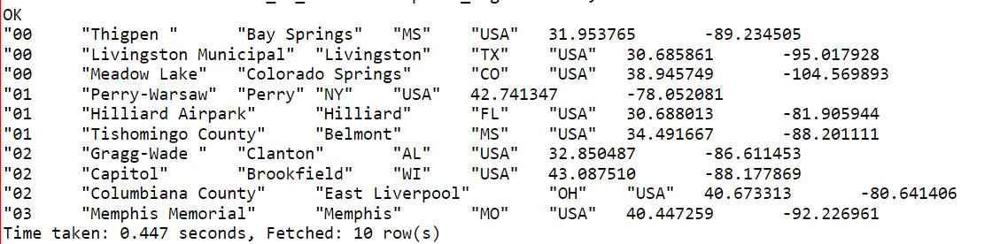 OK
"00 "Thigpen " "Bay Springs" "MS" "USA" 31.953765 -89.234505
"00 "Livingston Municipal" "Livingston" "TX" "USA" 30.685861 -95.017928
"00 "Meadow Lake" "Colorado Springs" "CO" "USA" 38.945749 -104.569893
"01 "Perry-Warsaw" "Perry" "NY" "USA" 42.741347 -78.052081
"01 "Hilliard Airpark" "Hilliard" "FL" "USA" 30.688013 -81.905944
"01 "Tishomingo County" "Belmont" "MS" "USA" 34.491667 -88.201111
"02 "Gragg-Wade " "Clanton" "AL" "USA" 32.850487 -86.611453
"02 "Capitol" "Brookfield" "WI" "USA" 43.087510 -88.177869
"02 "Columbiana County" "East Liverpool" "OH" "USA" 40.673313 -80.641406
"03 "Memphis Memorial" "Memphis" "MO" "USA" 40.447259 -92.226961
Time taken: 0.447 seconds, Fetched: 10 row(s)